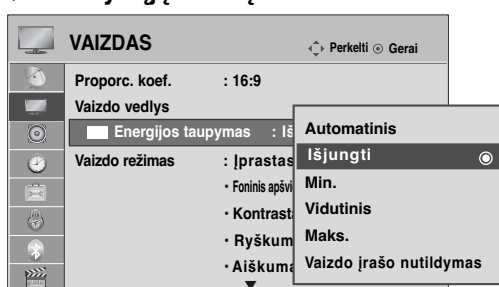 VAIZDAS
Perkelti Gerai
Proporc. koef. : 16:9
Vaizdo vedlys
Energijos taupymas :
Vaizdo režimas : Įprastas
• Foninis
•
•
•
Automatinis
Išjungti
Min.
Vidutinis
Maks.
Vaizdo įrašo nutildymas